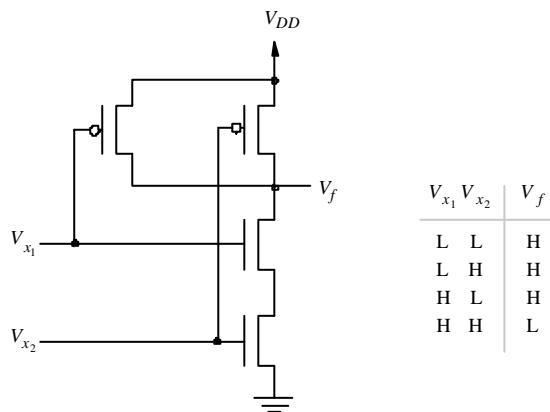 V_DD
V_f
V_x1
V_x2
V_x1 V_x2 V_f
L L H
L H H
H L H
H H L